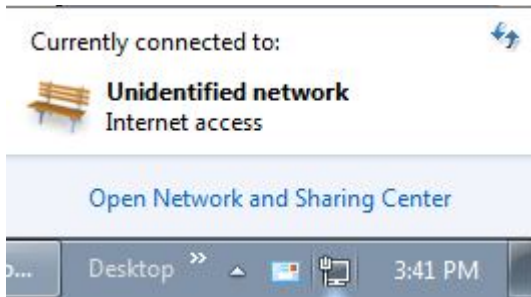 Currently connected to:
Unidentified network
Internet access
Open Network and Sharing Center
Desktop »
3:41 PM